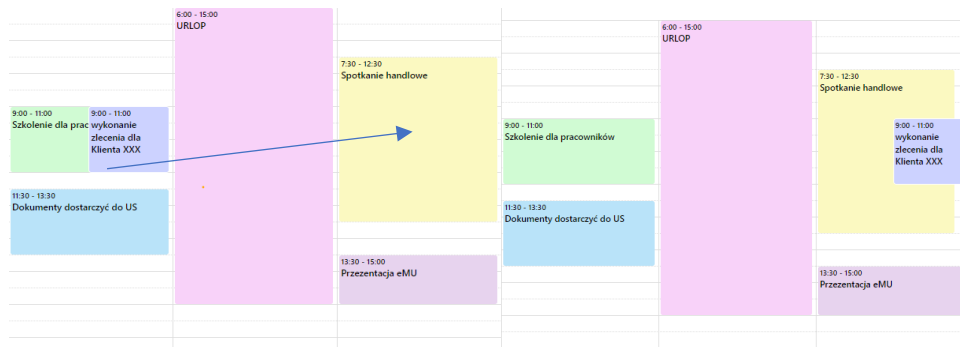 6:00 - 15:00
URLOP
7:30 - 12:30
Spotkanie handlowe
9:00 - 11:00
Szkolenie dla prac
9:00 - 11:00
wykonanie
zlecenia dla
Klienta XXX
11:30 - 13:30
Dokumenty dostarczyć do US
13:30 - 15:00
Przezentacja eMU
6:00 - 15:00
URLOP
7:30 - 12:30
Spotkanie handlowe
9:00 - 11:00
Szkolenie dla pracowników
9:00 - 11:00
wykonanie
zlecenia dla
Klienta XXX
11:30 - 13:30
Dokumenty dostarczyć do US
13:30 - 15:00
Przezentacja eMU